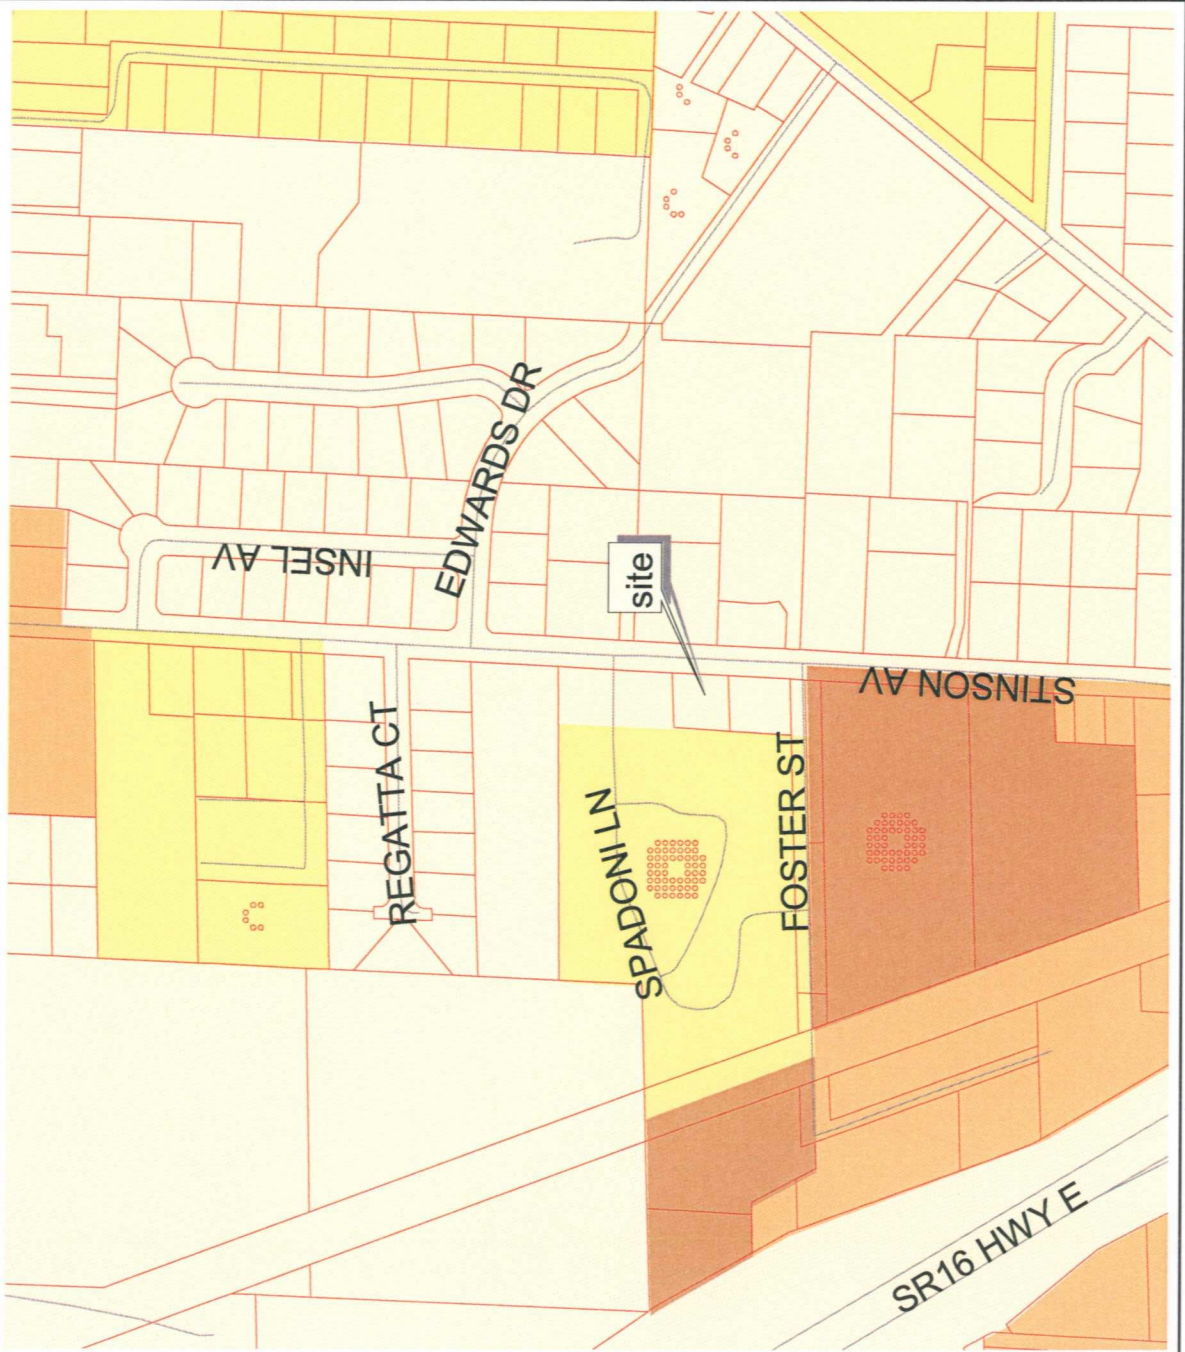 EDWARDS DR
INSEL AV
site
STINSON AV
REGATTA CT
FOSTER ST
SPADONI LN
SR16 HWY E